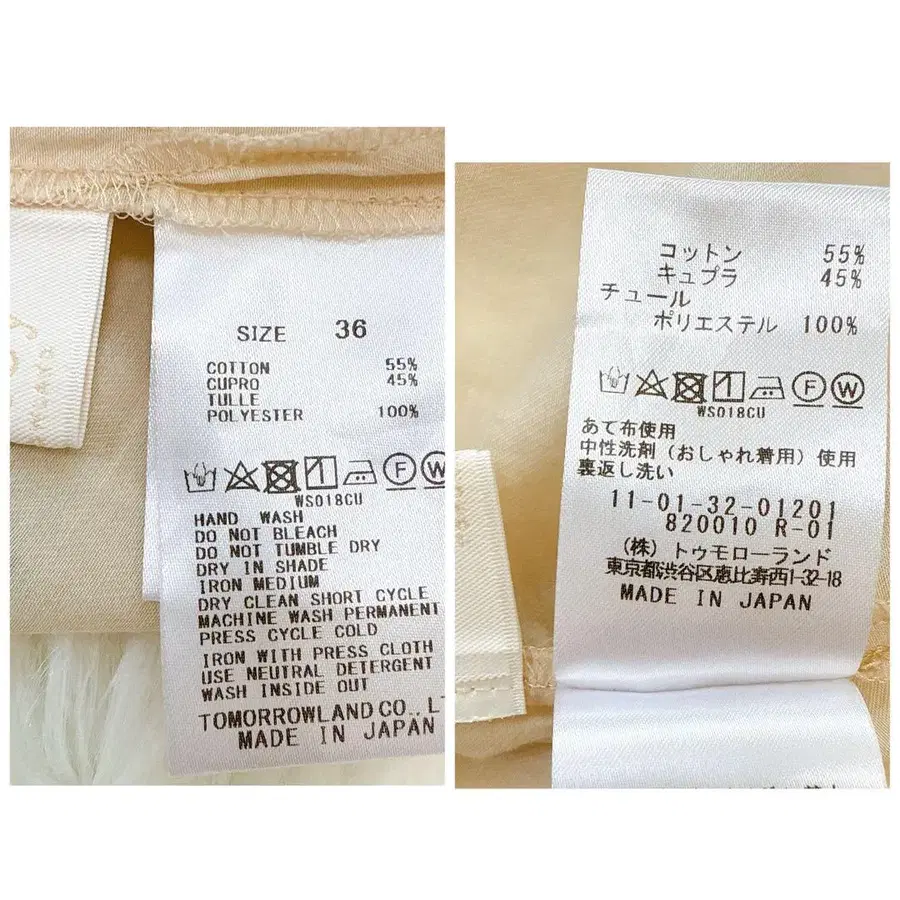 SIZE 36
COTTON 55%
CUPRO 45%
TULLE
POLYESTER 100%
WS018CU
HAND WASH
DO NOT BLEACH
DO NOT TUMBLE DRY
DRY IN SHADE
IRON MEDIUM
DRY CLEAN SHORT CYCLE
MACHINE WASH PERMANENT
PRESS CYCLE COLD
IRON WITH PRESS CLOTH
USE NEUTRAL DETERGENT
WASH INSIDE OUT
TOMORROWLAND CO., LT
MADE IN JAPAN
コットン 55%
キュプラ 45%
チュール
ポリエステル 100%
F W
WS018CU
あて布使用
中性洗剤（おしゃれ着用）使用
裏返し洗い
11-01-32-01201
820010 R-01
（株）トゥモローランド
東京都渋谷区恵比寿西1-32-18
MADE IN JAPAN